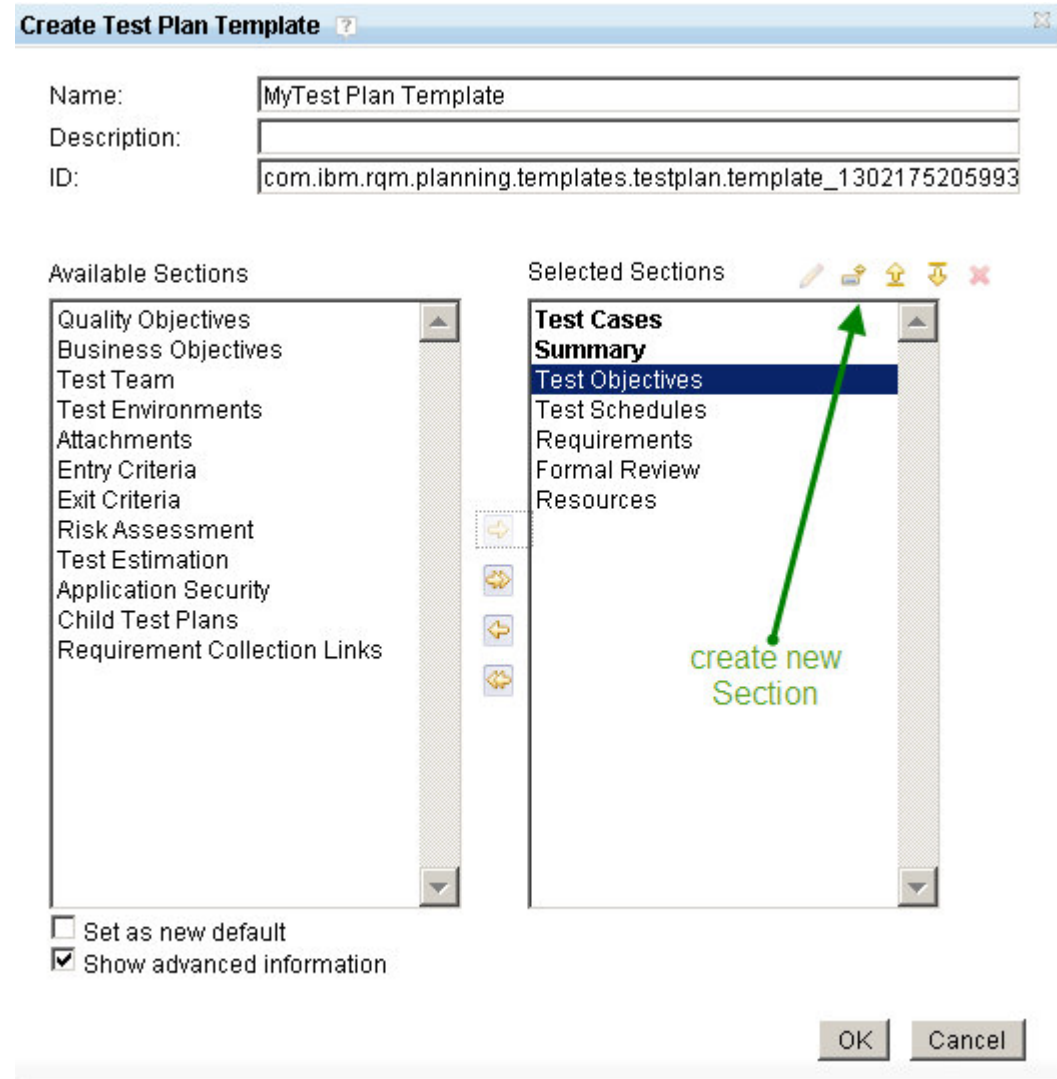 Create Test Plan Template ?
Name: MyTest Plan Template
Description:
ID: com.ibm.rqm.planning.templates.testplan.template_1302175205993
Available Sections
Quality Objectives
Business Objectives
Test Team
Test Environments
Attachments
Entry Criteria
Exit Criteria
Risk Assessment
Test Estimation
Application Security
Child Test Plans
Requirement Collection Links
Selected Sections
Test Cases
Summary
Test Objectives
Test Schedules
Requirements
Formal Review
Resources
create new
Section
Set as new default
Show advanced information
OK Cancel